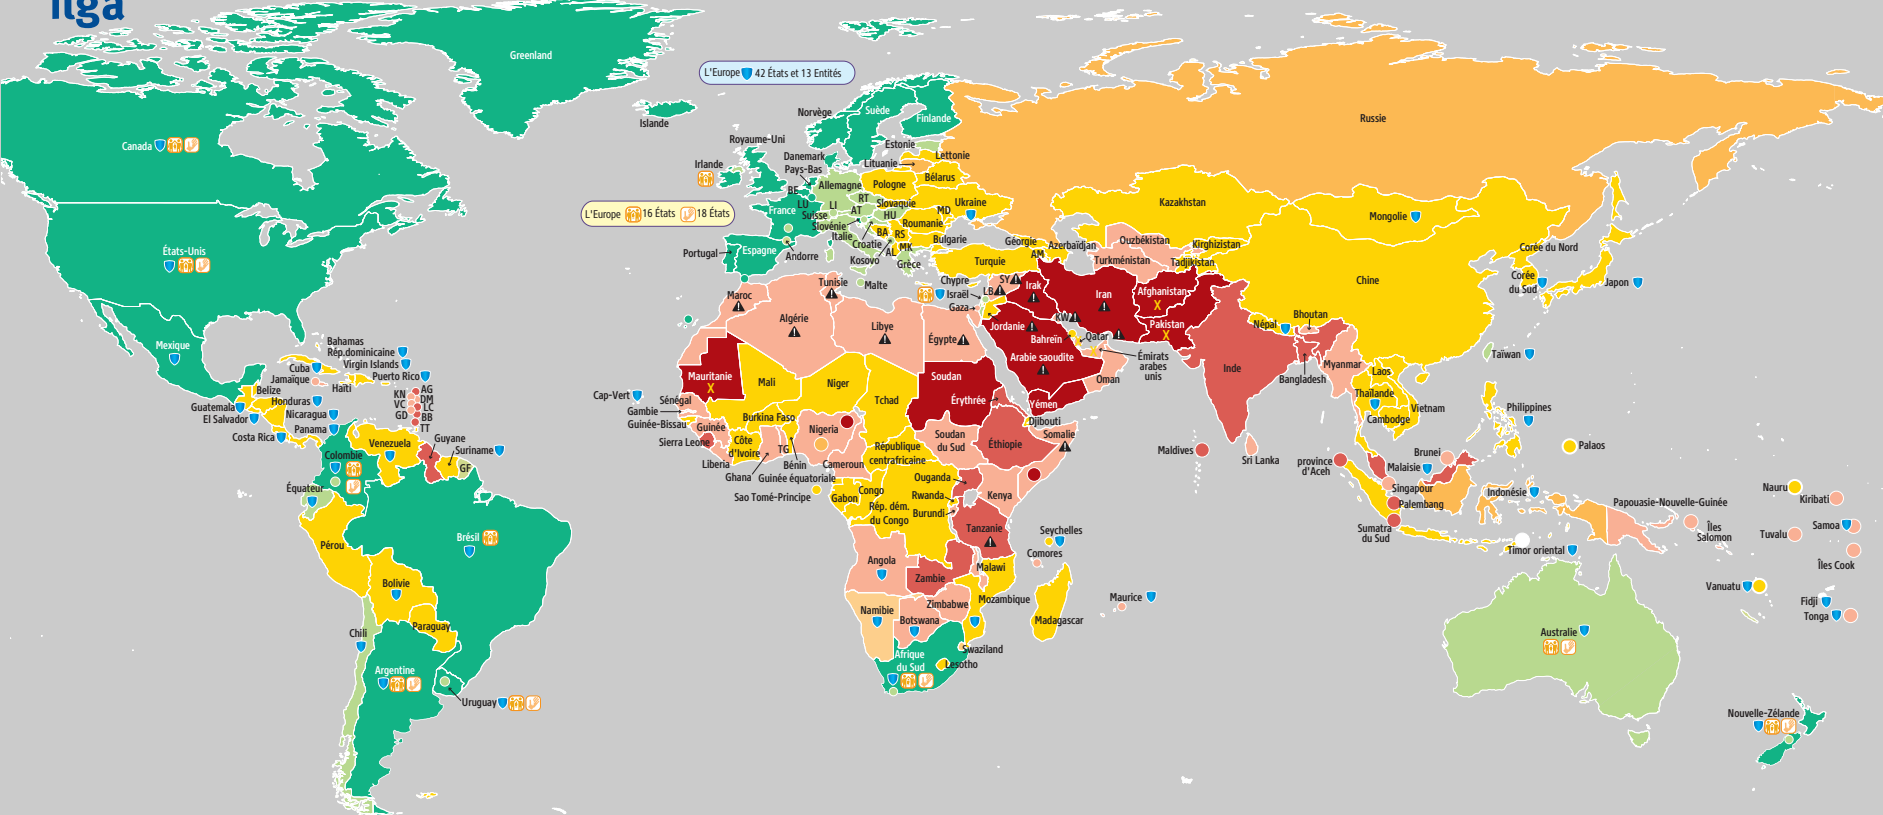 ilga
Greenland
L'Europe 42 États et 13 Entités
Islande
Norvège
Suède
Finlande
Russie
Royaume-Uni
Estonie
Lettonie
Lituanie
Irlande
Danemark
Pays-Bas
Canada
BE
Allemagne
Pologne
Bélarus
L'Europe 16 États 18 États
LU
LI
RT
AT
Slovaquie
Ukraine
France
Suisse
HU
MD
Slovénie
Italie
Roumanie
Croatie
BA
RS
Bulgarie
MK
Kosovo
AL
Grèce
Portugal
Espagne
Andorre
Malte
Kazakhstan
Mongolie
Géorgie
Azerbaïdjan
AM
Ouzbékistan
Kirghizistan
Turkménistan
Tadjikistan
Turquie
Corée du Nord
Corée
du Sud
Japon
Chine
États-Unis
Chypre
SY
LB
Israël
Gaza
Irak
Iran
Afghanistan
X
Pakistan
X
Jordanie
KW
Bahreïn
Qatar
Arabie saoudite
Émirats
arabes
unis
Oman
Yémen
Maroc
Tunisie
Algérie
Libye
Égypte
Népal
Bhoutan
Inde
Bangladesh
Myanmar
Taïwan
Laos
Thaïlande
Vietnam
Cambodge
Philippines
Mexique
Bahamas
Rép.dominicaine
Virgin Islands
Cuba
Jamaïque
Haïti
Puerto Rico
Belize
Honduras
Guatemala
El Salvador
Nicaragua
Costa Rica
Panama
KN
AG
VC
DM
LC
GD
BB
TT
Mauritanie
X
Mali
Niger
Tchad
Soudan
Érythrée
Cap-Vert
Sénégal
Gambie
Guinée-Bissau
Guinée
Sierra Leone
Liberia
Burkina Faso
Côte
d'Ivoire
Ghana
TG
Bénin
Nigeria
Cameroun
Guinée équatoriale
Sao Tomé-Principe
République
centrafricaine
Soudan
du Sud
Éthiopie
Djibouti
Somalie
Gabon
Congo
Rép. dém.
du Congo
Ouganda
Rwanda
Burundi
Kenya
Tanzanie
Seychelles
Comores
Maldives
Sri Lanka
province
d'Aceh
Malaisie
Brunei
Singapour
Palembang
Sumatra
du Sud
Indonésie
Timor oriental
Papouasie-Nouvelle-Guinée
Îles
Salomon
Palaos
Nauru
Kiribati
Tuvalu
Samoa
Îles Cook
Vanuatu
Fidji
Tonga
Venezuela
Guyane
Suriname
GF
Colombie
Équateur
Pérou
Brésil
Bolivie
Paraguay
Chili
Argentine
Uruguay
Angola
Zambie
Malawi
Mozambique
Zimbabwe
Namibie
Botswana
Madagascar
Maurice
Afrique
du Sud
Swaziland
Lesotho
Australie
Nouvelle-Zélande